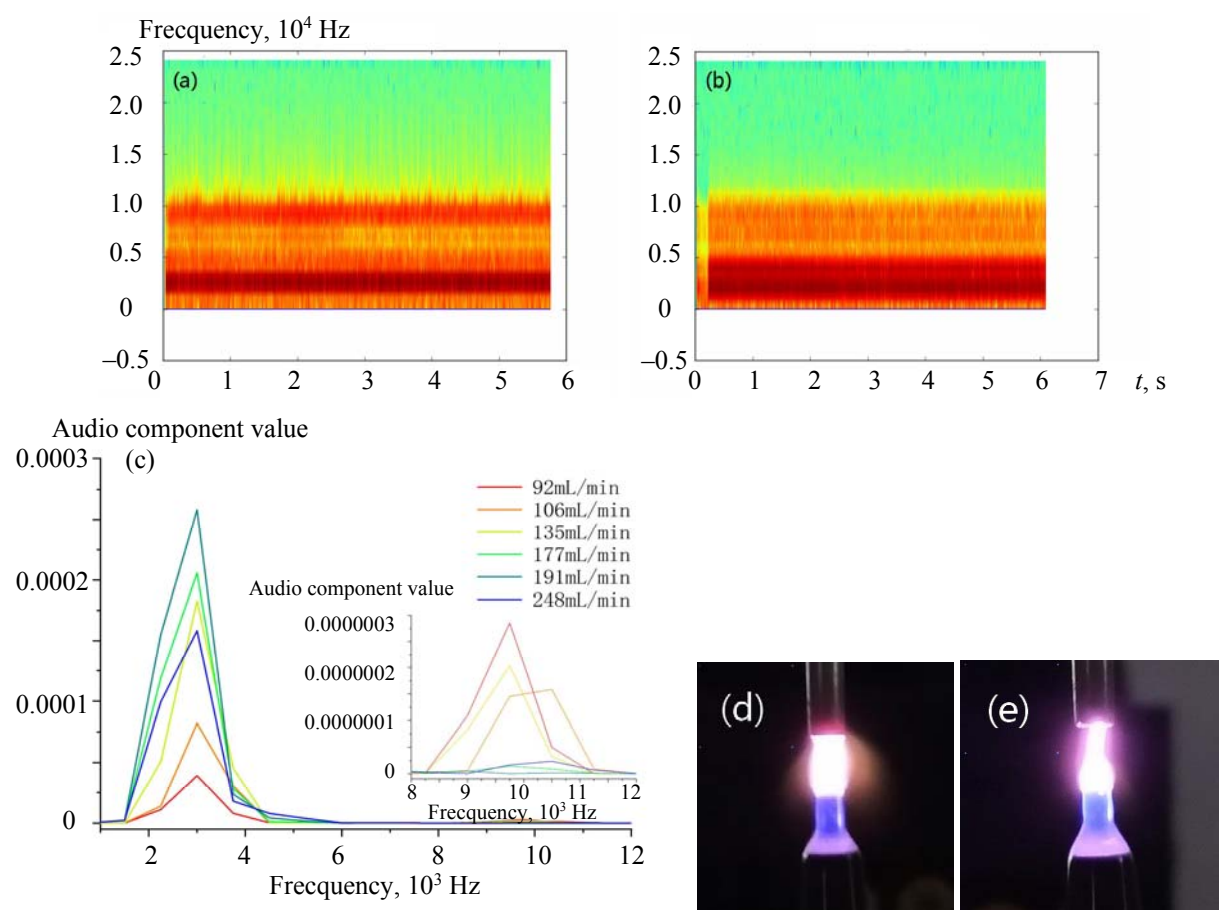 Frecquency, 10⁴ Hz
2.5
(a)
2.0
1.5
1.0
0.5
0
–0.5
0 1 2 3 4 5 6
2.5
(b)
2.0
1.5
1.0
0.5
0
–0.5
0 1 2 3 4 5 6 7 t, s
Audio component value
0.0003
(c)
0.0002
0.0001
0
2 4 6 8 10 12
Frecquency, 10³ Hz
92mL/min
106mL/min
135mL/min
177mL/min
191mL/min
248mL/min
Audio component value
0.0000003
0.0000002
0.0000001
0
8 9 10 11 12
Frecquency, 10³ Hz
(d)
(e)